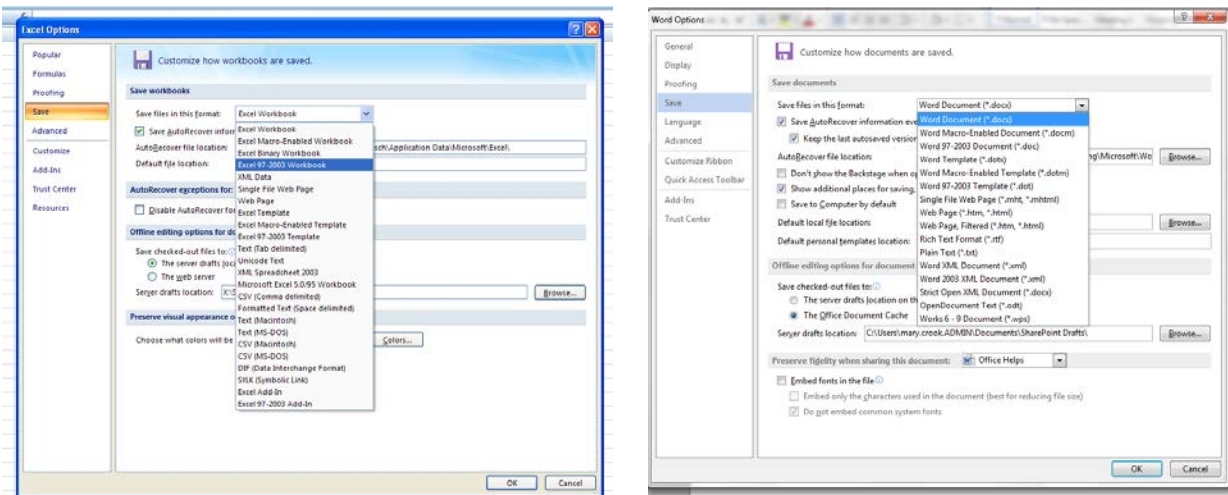 Excel Options
Popular
Formulas
Proofing
Save
Advanced
Customize
Add-Ins
Trust Center
Resources
Customize how workbooks are saved.
Save workbooks
Save files in this format: Excel Workbook
Save AutoRecover infor
AutoRecover file location: sch\Application Data\Microsoft\Excel\
Default file location:
Excel Workbook
Excel Macro-Enabled Workbook
Excel Binary Workbook
Excel 97-2003 Workbook
XML Data
Single File Web Page
Web Page
Excel Template
Excel Macro-Enabled Template
Excel 97-2003 Template
Text (Tab delimited)
Unicode Text
XML Spreadsheet 2003
Microsoft Excel 5.0/95 Workbook
CSV (Comma delimited)
Formatted Text (Space delimited)
Text (Macintosh)
Text (MS-DOS)
CSV (Macintosh)
CSV (MS-DOS)
DIF (Data Interchange Format)
SYLK (Symbolic Link)
Excel Add-In
Excel 97-2003 Add-In
AutoRecover exceptions for:
Disable AutoRecover for
Offline editing options for do
Save checked-out files to:
The server drafts loca
The web server
Server drafts location: Browse...
Preserve visual appearance o
Choose what colors will be Colors...
OK Cancel
Word Options
General
Display
Proofing
Save
Language
Advanced
Customize Ribbon
Quick Access Toolbar
Add-Ins
Trust Center
Customize how documents are saved.
Save documents
Save files in this format: Word Document (*.docx)
Save AutoRecover information eve
Keep the last autosaved version
AutoRecover file location: ng\Microsoft\Wo Browse...
Don't show the Backstage when op
Show additional places for saving,
Save to Computer by default
Default local file location: Browse...
Default personal templates location:
Word Document (*.docx)
Word Macro-Enabled Document (*.docm)
Word 97-2003 Document (*.doc)
Word Template (*.dotx)
Word Macro-Enabled Template (*.dotm)
Word 97-2003 Template (*.dot)
Single File Web Page (*.mht, *.mhtml)
Web Page (*.htm, *.html)
Web Page, Filtered (*.htm, *.html)
Rich Text Format (*.rtf)
Plain Text (*.txt)
Word XML Document (*.xml)
Word 2003 XML Document (*.xml)
Strict Open XML Document (*.docx)
OpenDocument Text (*.odt)
Works 6 - 9 Document (*.wps)
Offline editing options for document
Save checked-out files to:
The server drafts location on th
The Office Document Cache
Server drafts location: C:\Users\mary.crook.ADMIN\Documents\SharePoint Drafts\ Browse...
Preserve fidelity when sharing this document: Office Helps
Embed fonts in the file
Embed only the characters used in the document (best for reducing file size)
Do not embed common system fonts
OK Cancel